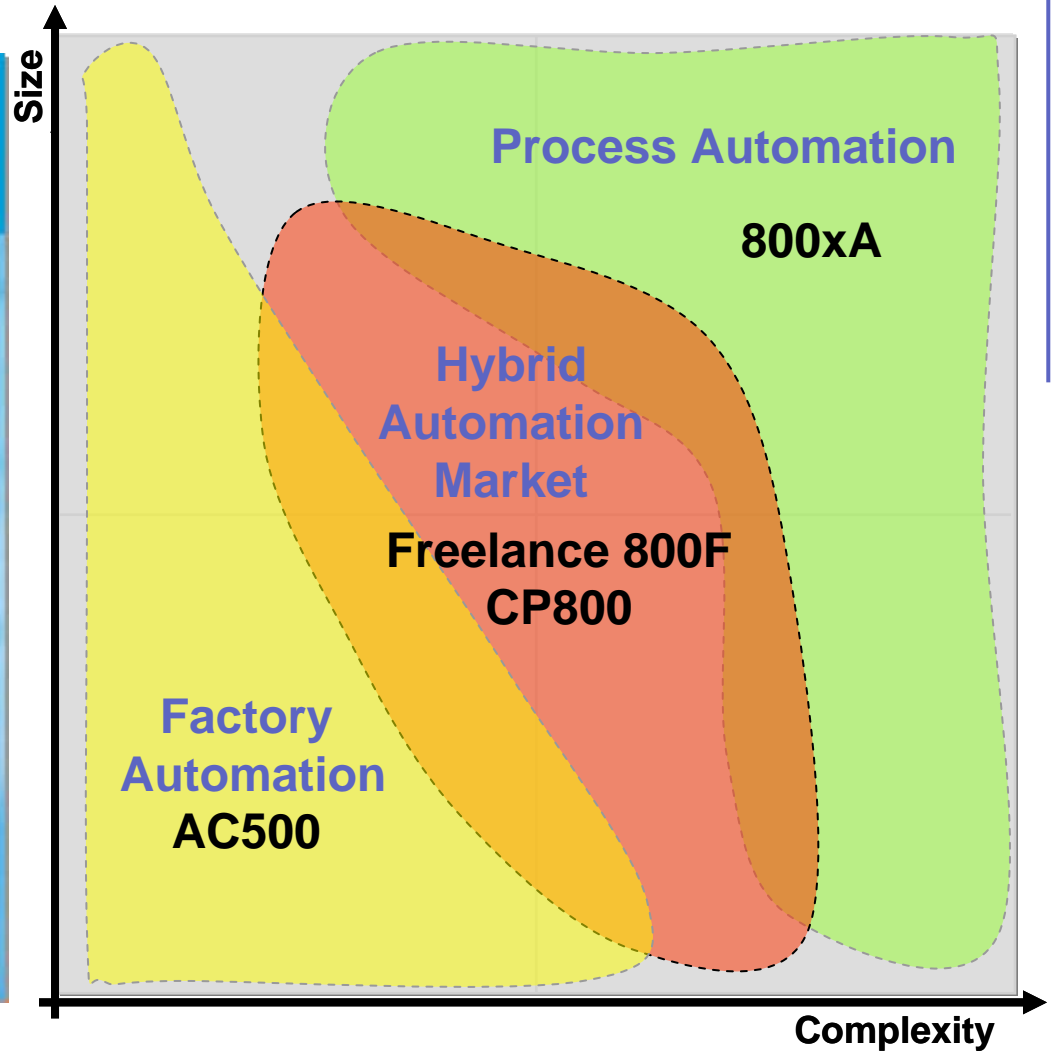 Size
Process Automation
800xA
Hybrid
Automation
Market
Freelance 800F
CP800
Factory
Automation
AC500
Complexity